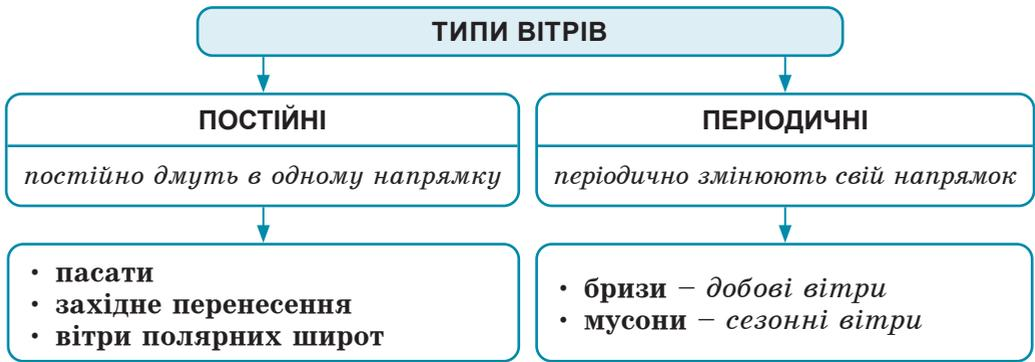 ТИПИ ВІТРІВ
ПОСТІЙНІ
постійно дмуть в одному напрямку
• пасати
• західне перенесення
• вітри полярних широт
ПЕРІОДИЧНІ
періодично змінюють свій напрямок
• бризи – добові вітри
• мусони – сезонні вітри